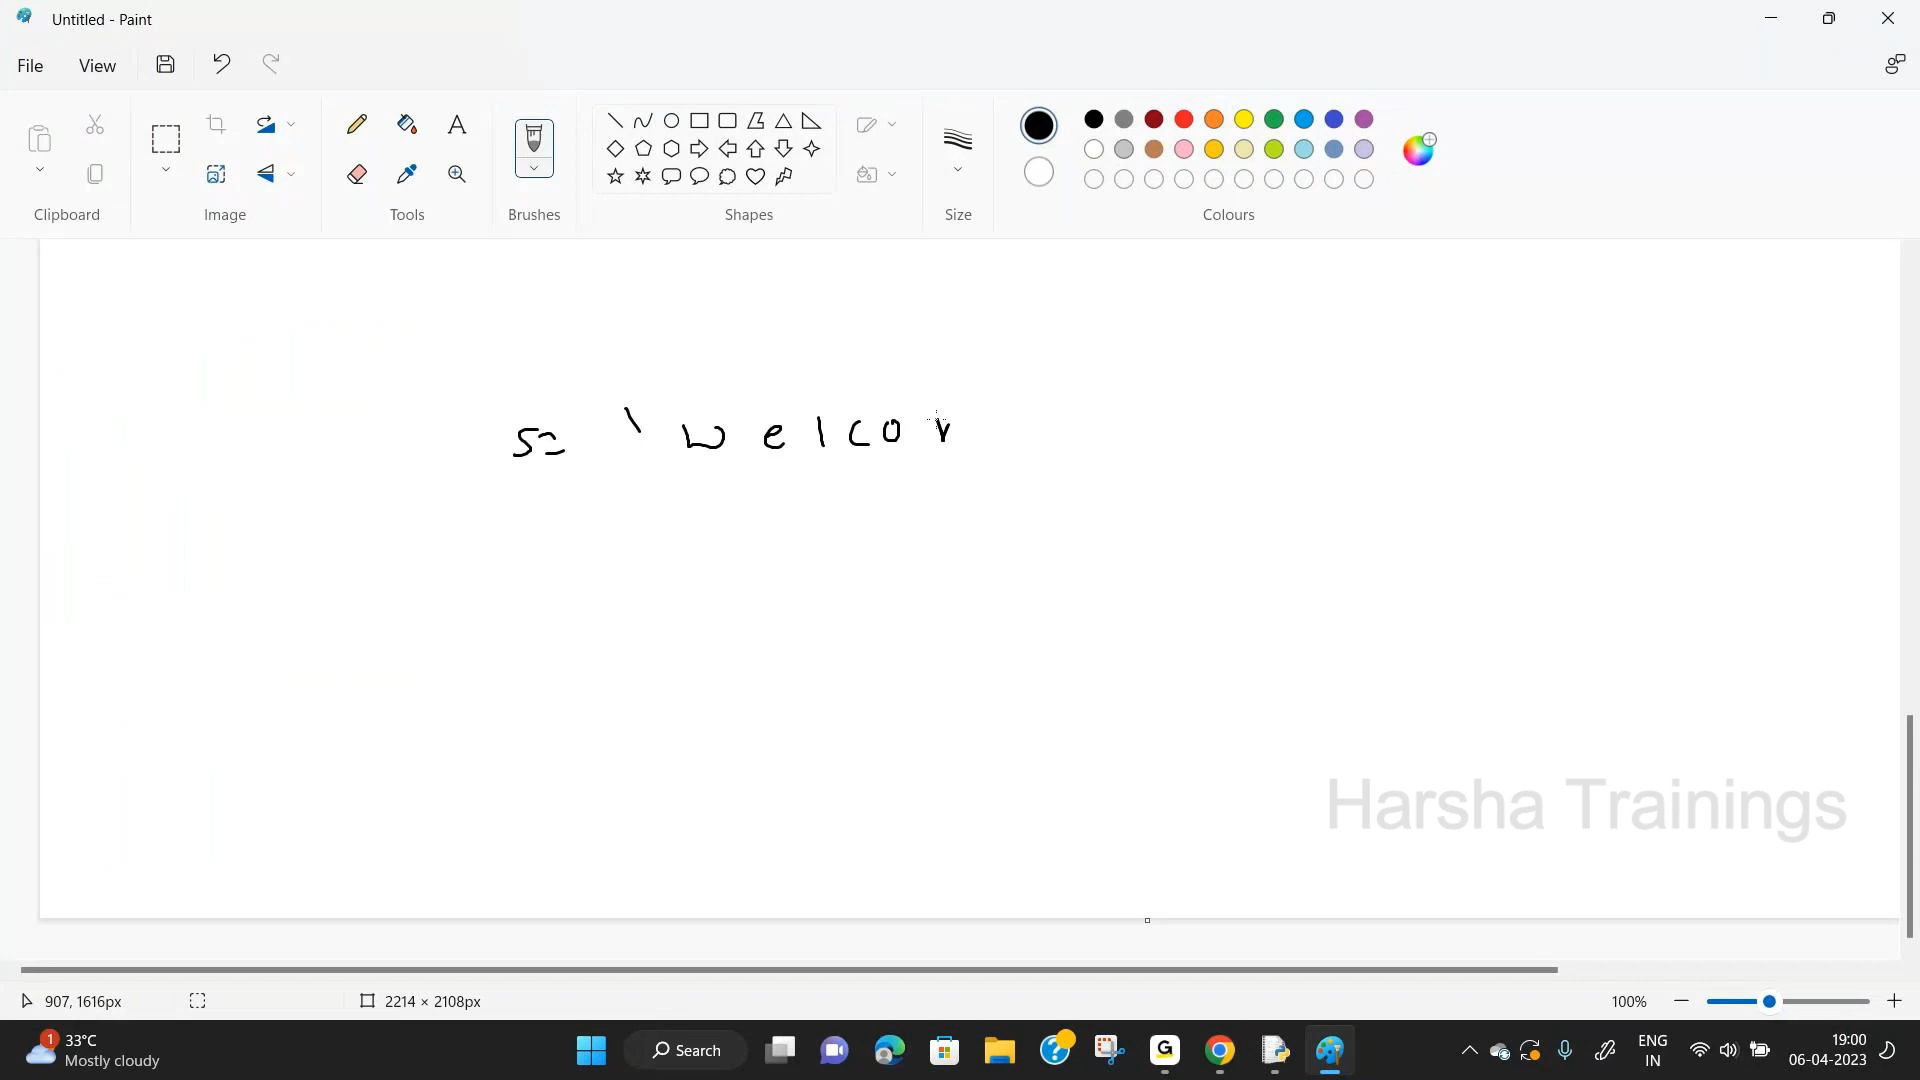 Untitled - Paint
File View
Clipboard Image Tools Brushes Shapes Size Colours
s= ' welco
Harsha Trainings
907, 1616px 2214 × 2108px 100%
1 33°C Mostly cloudy
Search
ENG IN
19:00
06-04-2023